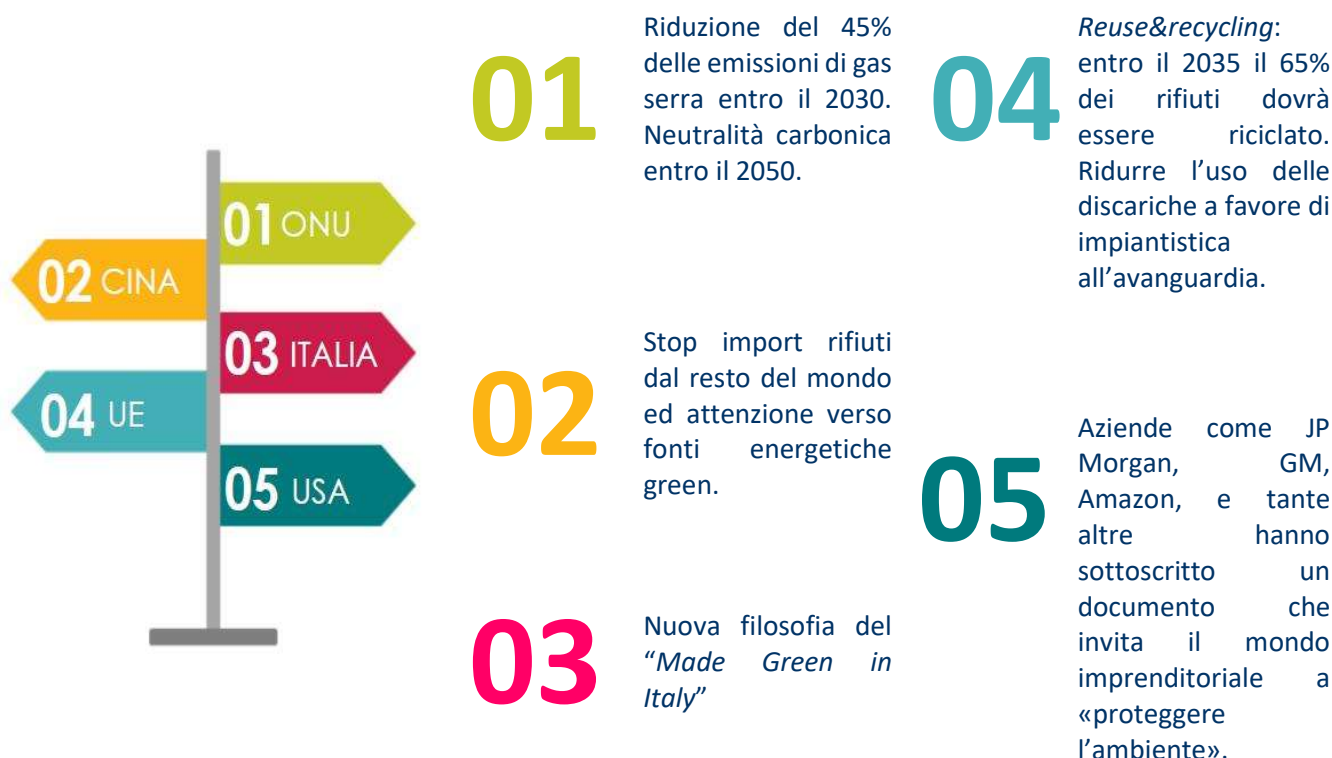 01 ONU
02 CINA
03 ITALIA
04 UE
05 USA
01
Riduzione del 45%
delle emissioni di gas
serra entro il 2030.
Neutralità carbonica
entro il 2050.
02
Stop import rifiuti
dal resto del mondo
ed attenzione verso
fonti energetiche
green.
03
Nuova filosofia del
“Made Green in
Italy”
04
Reuse&recycling:
entro il 2035 il 65%
dei rifiuti dovrà
essere riciclato.
Ridurre l’uso delle
discariche a favore di
impiantistica
all’avanguardia.
05
Aziende come JP
Morgan, GM,
Amazon, e tante
altre hanno
sottoscritto un
documento che
invita il mondo
imprenditoriale a
«proteggere
l’ambiente».